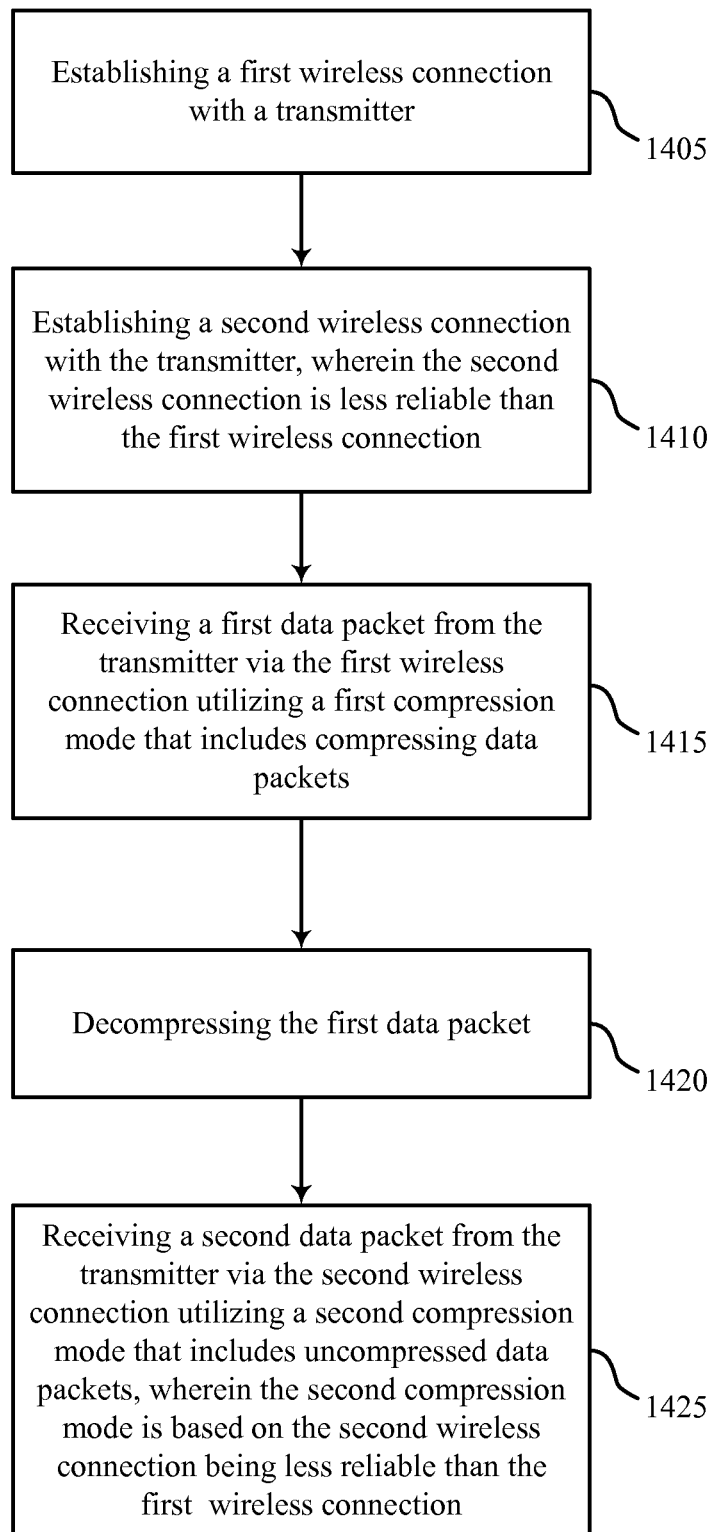 Establishing a first wireless connection
with a transmitter
1405
Establishing a second wireless connection
with the transmitter, wherein the second
wireless connection is less reliable than
the first wireless connection
1410
Receiving a first data packet from the
transmitter via the first wireless
connection utilizing a first compression
mode that includes compressing data
packets
1415
Decompressing the first data packet
1420
Receiving a second data packet from the
transmitter via the second wireless
connection utilizing a second compression
mode that includes uncompressed data
packets, wherein the second compression
mode is based on the second wireless
connection being less reliable than the
first wireless connection
1425